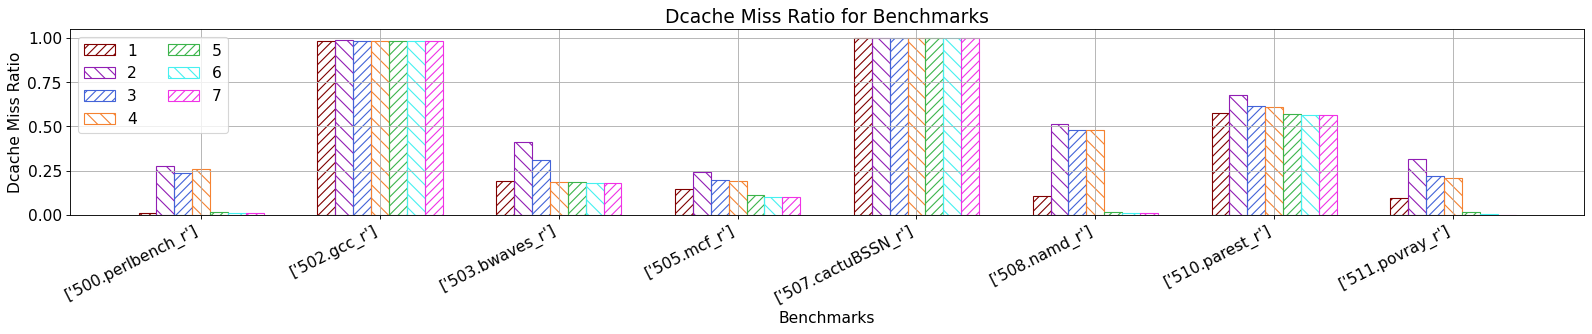 Dcache Miss Ratio for Benchmarks
Dcache Miss Ratio
1.00
0.75
0.50
0.25
0.00
1 5
2 6
3 7
4
['500.perlbench_r']
['502.gcc_r']
['503.bwaves_r']
['505.mcf_r']
['507.cactuBSSN_r']
['508.namd_r']
['510.parest_r']
['511.povray_r']
Benchmarks